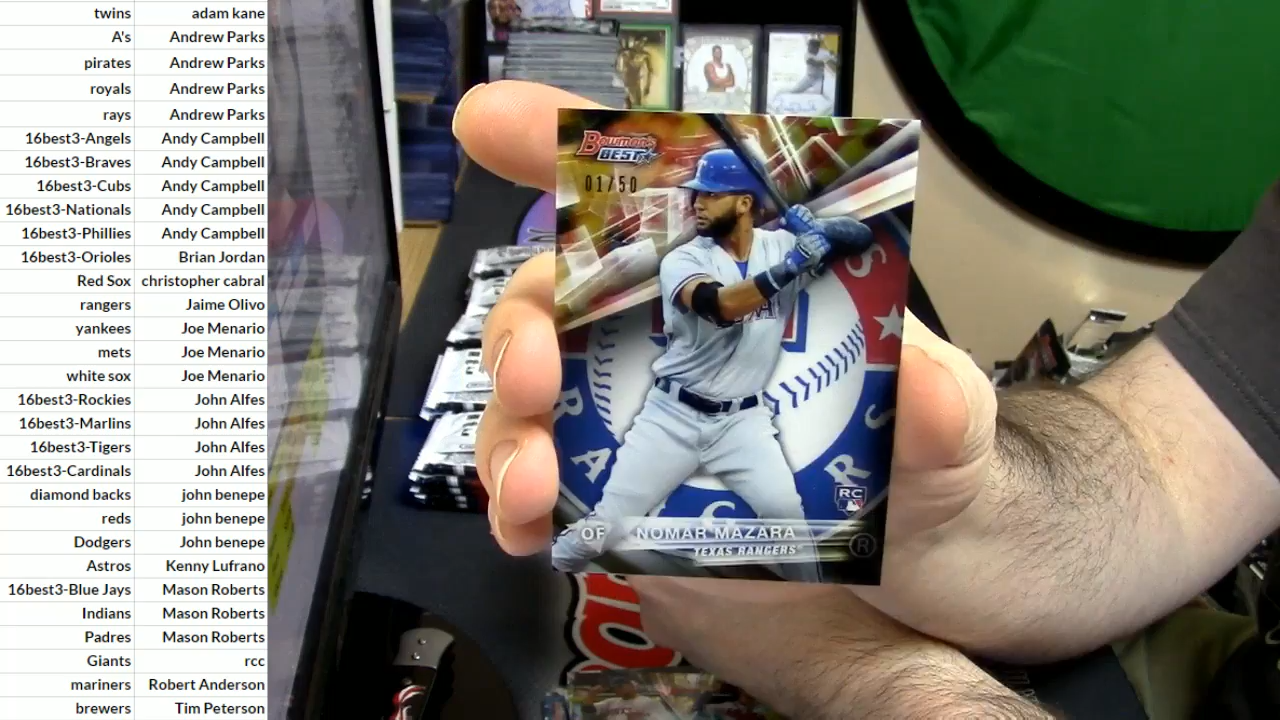 twins adam kane
A's Andrew Parks
pirates Andrew Parks
royals Andrew Parks
rays Andrew Parks
16best3-Angels Andy Campbell
16best3-Braves Andy Campbell
16best3-Cubs Andy Campbell
16best3-Nationals Andy Campbell
16best3-Phillies Andy Campbell
16best3-Orioles Brian Jordan
Red Sox christopher cabral
rangers Jaime Olivo
yankees Joe Menario
mets Joe Menario
white sox Joe Menario
16best3-Rockies John Alfes
16best3-Marlins John Alfes
16best3-Tigers John Alfes
16best3-Cardinals John Alfes
diamond backs john benepe
reds john benepe
Dodgers John benepe
Astros Kenny Lufrano
16best3-Blue Jays Mason Roberts
Indians Mason Roberts
Padres Mason Roberts
Giants rcc
mariners Robert Anderson
brewers Tim Peterson
Bowman's
BEST
01/50
RC
OF NOMAR MAZARA
TEXAS RANGERS
®